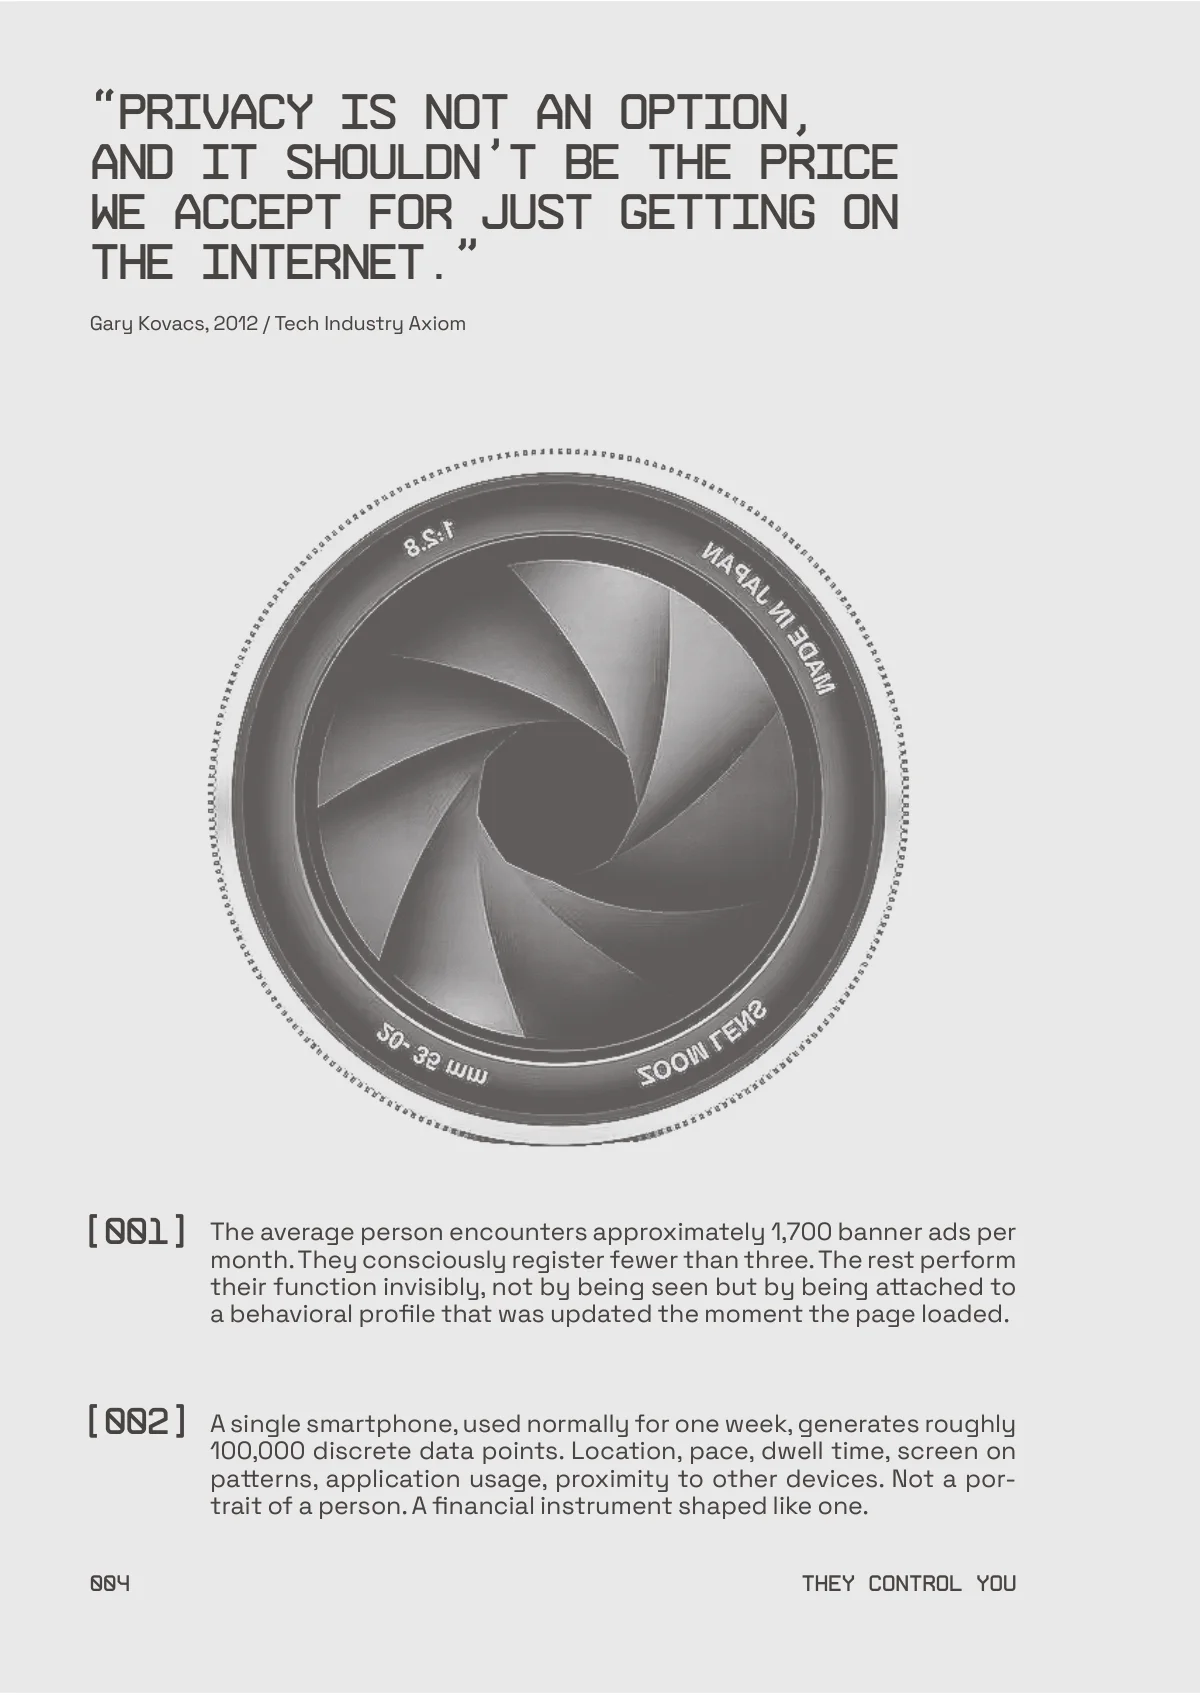 “PRIVACY IS NOT AN OPTION,
AND IT SHOULDN’T BE THE PRICE
WE ACCEPT FOR JUST GETTING ON
THE INTERNET.”
Gary Kovacs, 2012 / Tech Industry Axiom
1:2.8
MADE IN JAPAN
20-35 mm
ZOOM LENS
[001] The average person encounters approximately 1,700 banner ads per
month. They consciously register fewer than three. The rest perform
their function invisibly, not by being seen but by being attached to
a behavioral profile that was updated the moment the page loaded.
[002] A single smartphone, used normally for one week, generates roughly
100,000 discrete data points. Location, pace, dwell time, screen on
patterns, application usage, proximity to other devices. Not a por-
trait of a person. A financial instrument shaped like one.
004
THEY CONTROL YOU